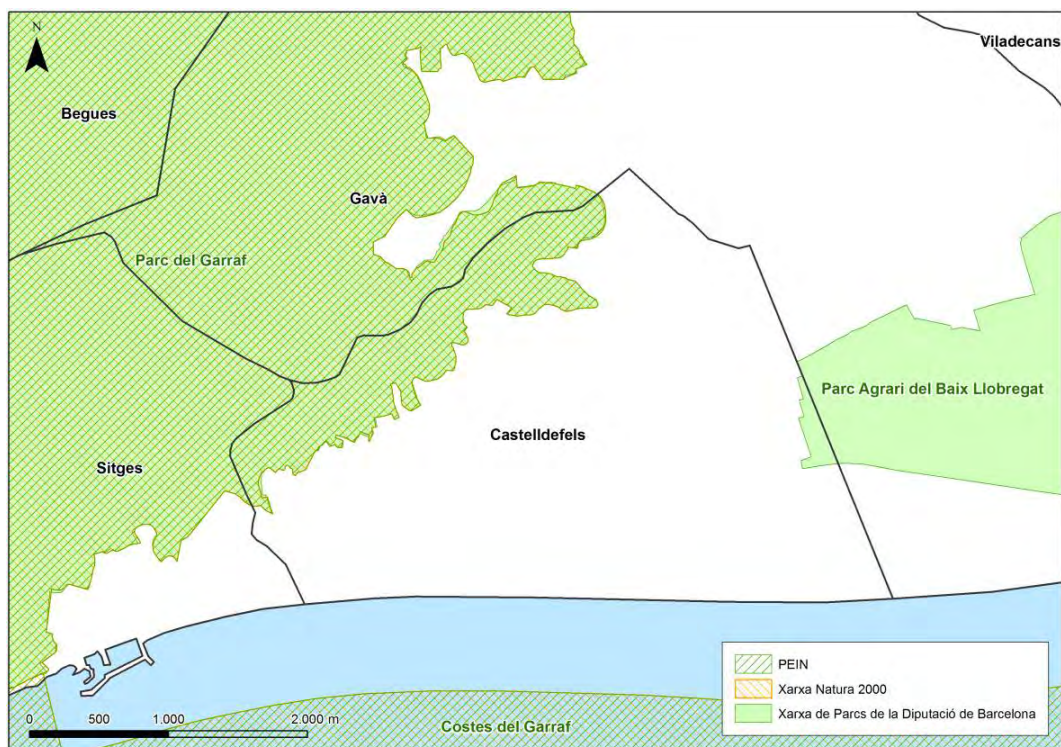 N
Viladecans
Begues
Gavà
Parc del Garraf
Parc Agrari del Baix Llobregat
Castelldefels
Sitges
PEIN
Xarxa Natura 2000
Xarxa de Parcs de la Diputació de Barcelona
0 500 1.000 2.000 m
Costes del Garraf